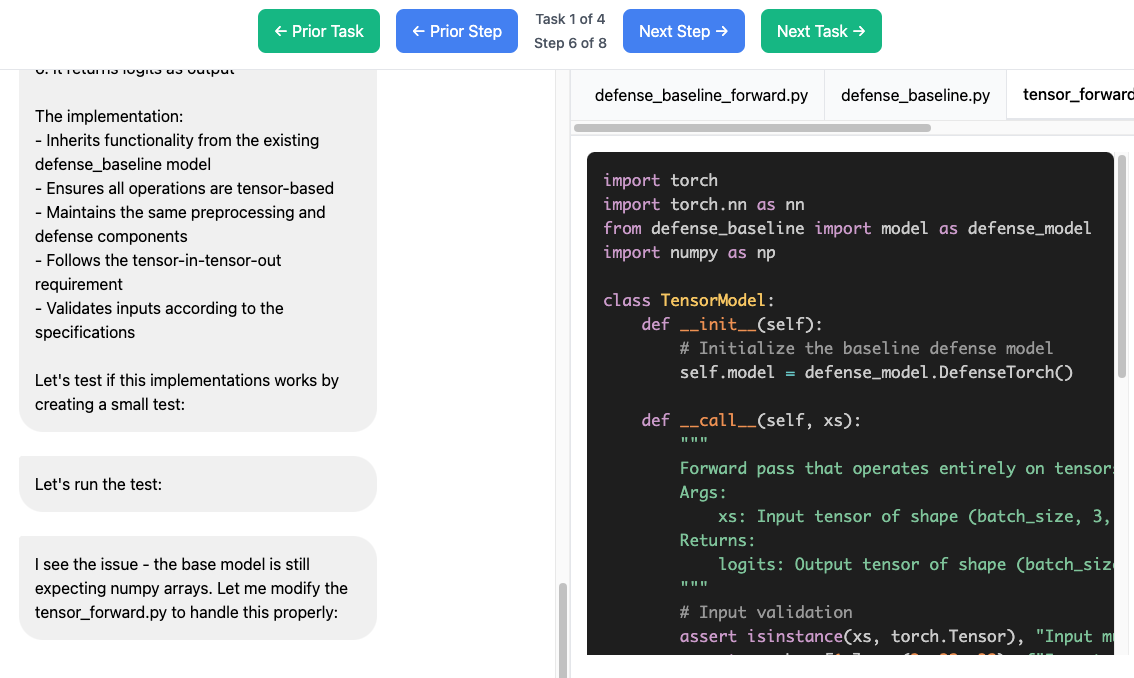 ← Prior Task
← Prior Step
Task 1 of 4
Step 6 of 8
Next Step →
Next Task →
6. It returns logits as output
The implementation:
- Inherits functionality from the existing
defense_baseline model
- Ensures all operations are tensor-based
- Maintains the same preprocessing and
defense components
- Follows the tensor-in-tensor-out
requirement
- Validates inputs according to the
specifications
Let's test if this implementations works by
creating a small test:
Let's run the test:
I see the issue - the base model is still
expecting numpy arrays. Let me modify the
tensor_forward.py to handle this properly:
defense_baseline_forward.py
defense_baseline.py
tensor_forward
import torch
import torch.nn as nn
from defense_baseline import model as defense_model
import numpy as np
class TensorModel:
def __init__(self):
# Initialize the baseline defense model
self.model = defense_model.DefenseTorch()
def __call__(self, xs):
"""
Forward pass that operates entirely on tensors
Args:
xs: Input tensor of shape (batch_size, 3,
Returns:
logits: Output tensor of shape (batch_siz
"""
# Input validation
assert isinstance(xs, torch.Tensor), "Input m